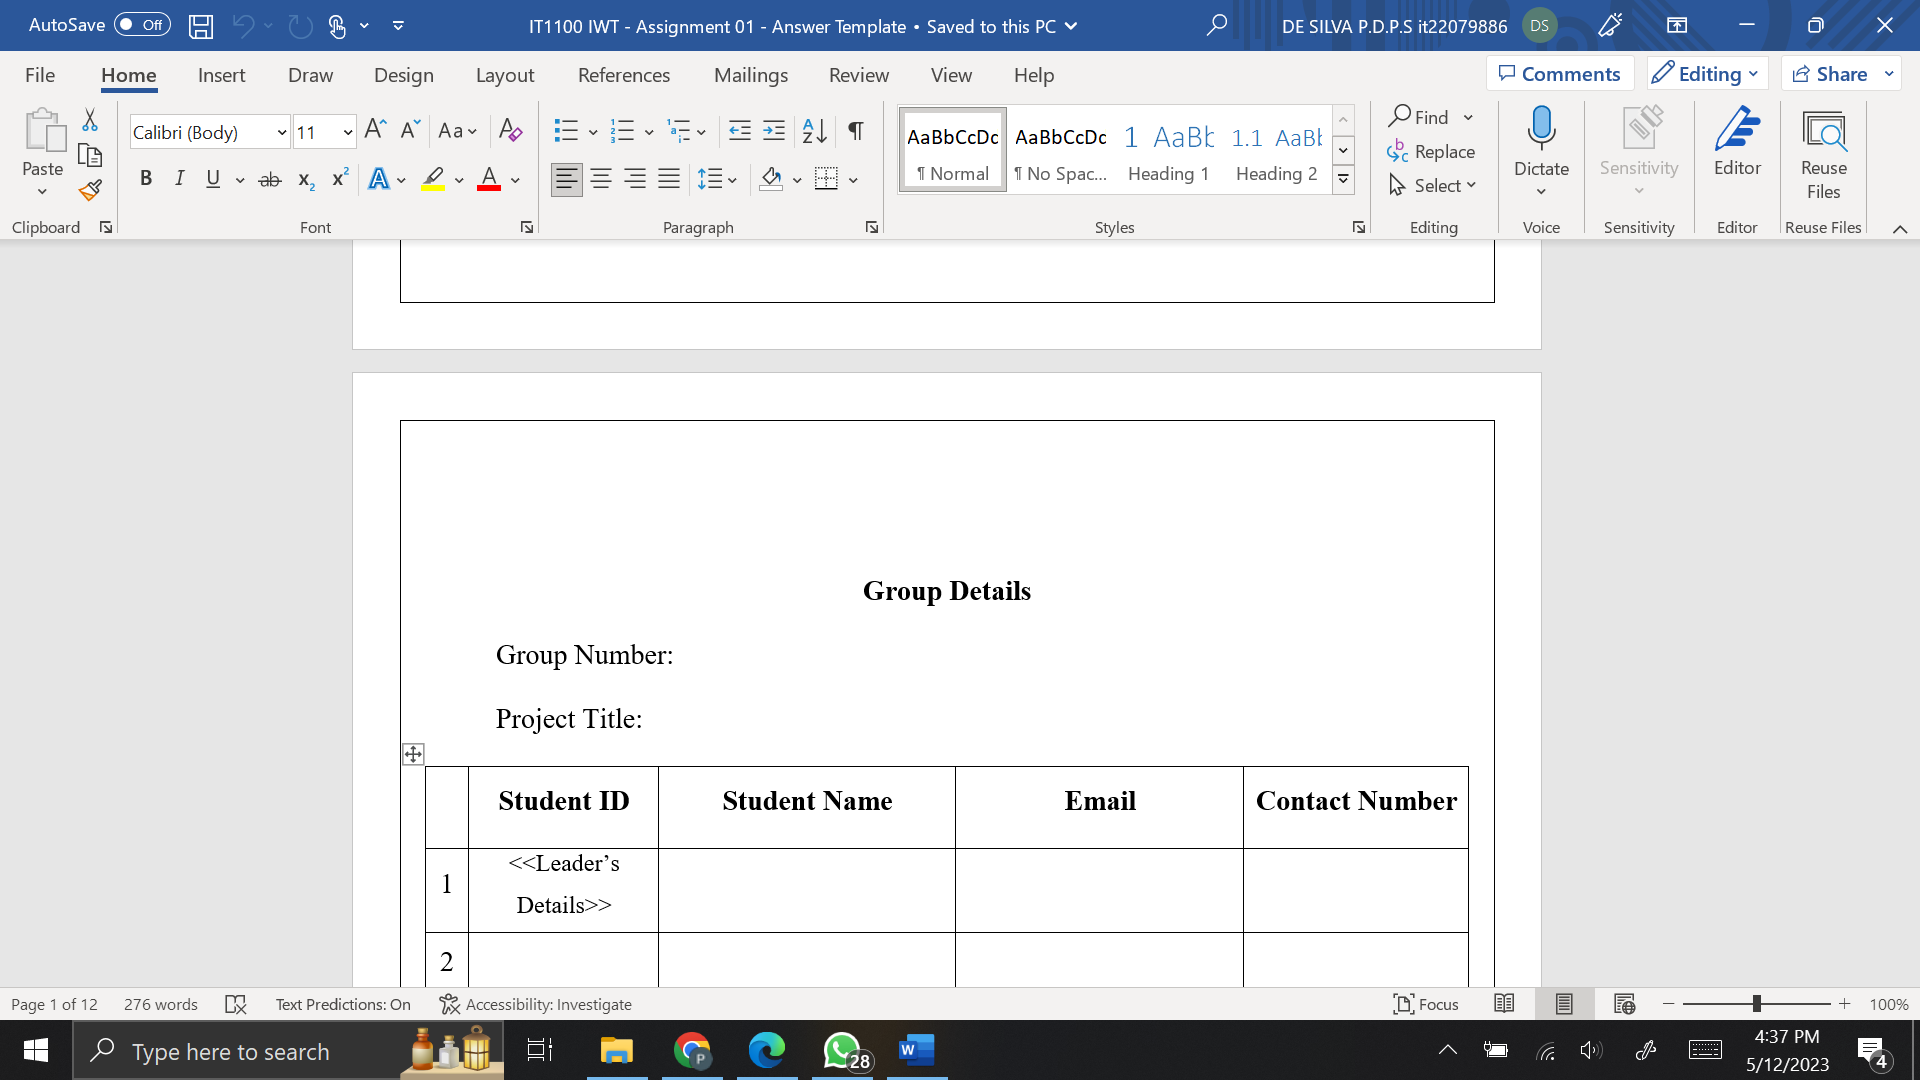 AutoSave Off IT1100 IWT - Assignment 01 - Answer Template • Saved to this PC DE SILVA P.D.P.S it22079886 DS
File Home Insert Draw Design Layout References Mailings Review View Help Comments Editing Share
Paste
Clipboard
Calibri (Body) 11 Aa
B I U ab x2 x2 A A
Font
Paragraph
AaBbCcDc AaBbCcDc 1 AaBb 1.1 AaBb
¶ Normal ¶ No Spac... Heading 1 Heading 2
Styles
Find
Replace
Select
Editing
Dictate
Voice
Sensitivity
Sensitivity
Editor
Editor
Reuse
Files
Reuse Files
Group Details
Group Number:
Project Title:
Student ID Student Name Email Contact Number
1 <<Leader’s
Details>>
2
Page 1 of 12 276 words Text Predictions: On Accessibility: Investigate Focus 100%
Type here to search P 28 W 4:37 PM
5/12/2023 4